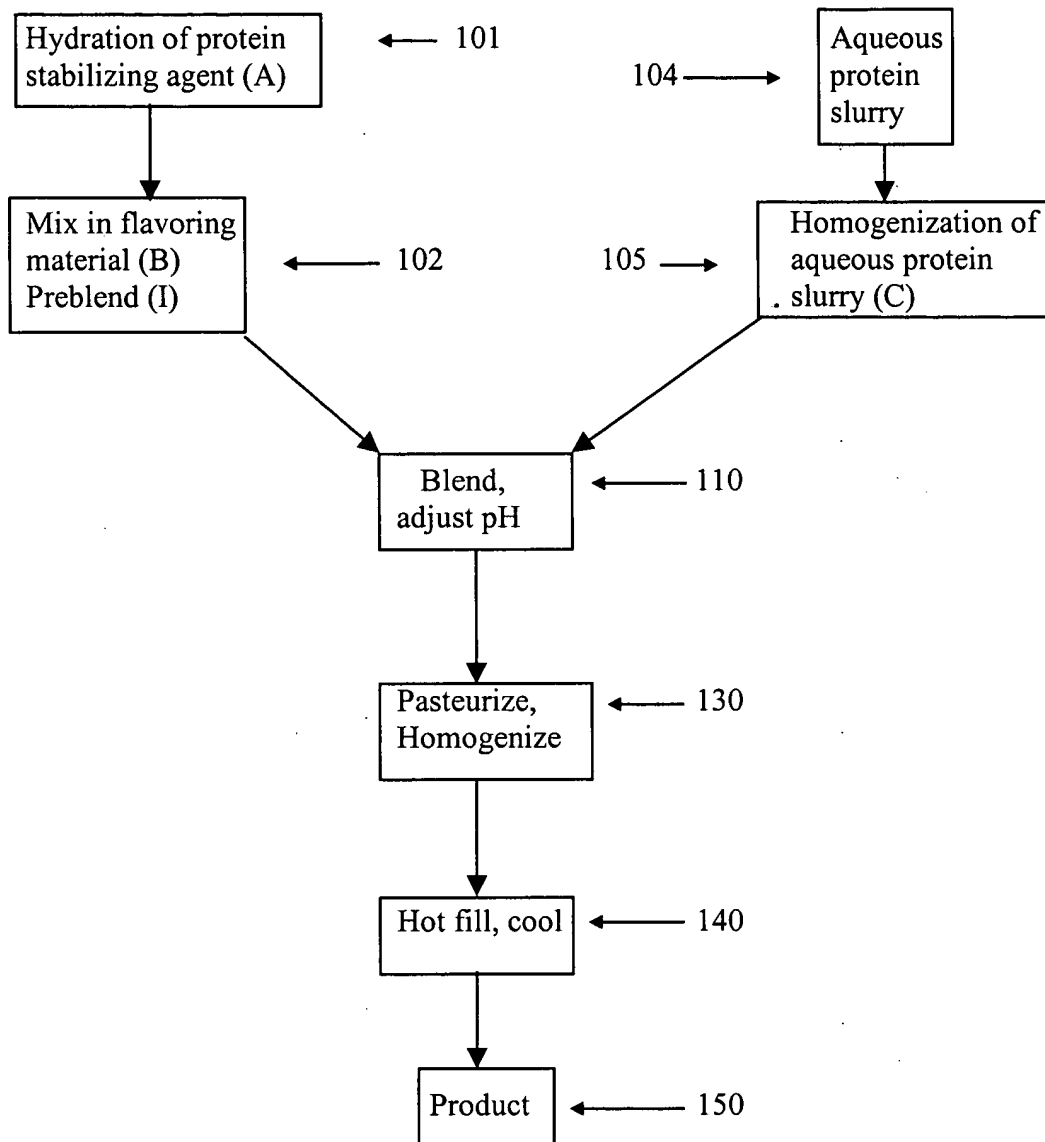 Hydration of protein
stabilizing agent (A)
101
104
Aqueous
protein
slurry
Mix in flavoring
material (B)
Preblend (I)
102
105
Homogenization of
aqueous protein
slurry (C)
Blend,
adjust pH
110
Pasteurize,
Homogenize
130
Hot fill, cool
140
Product
150